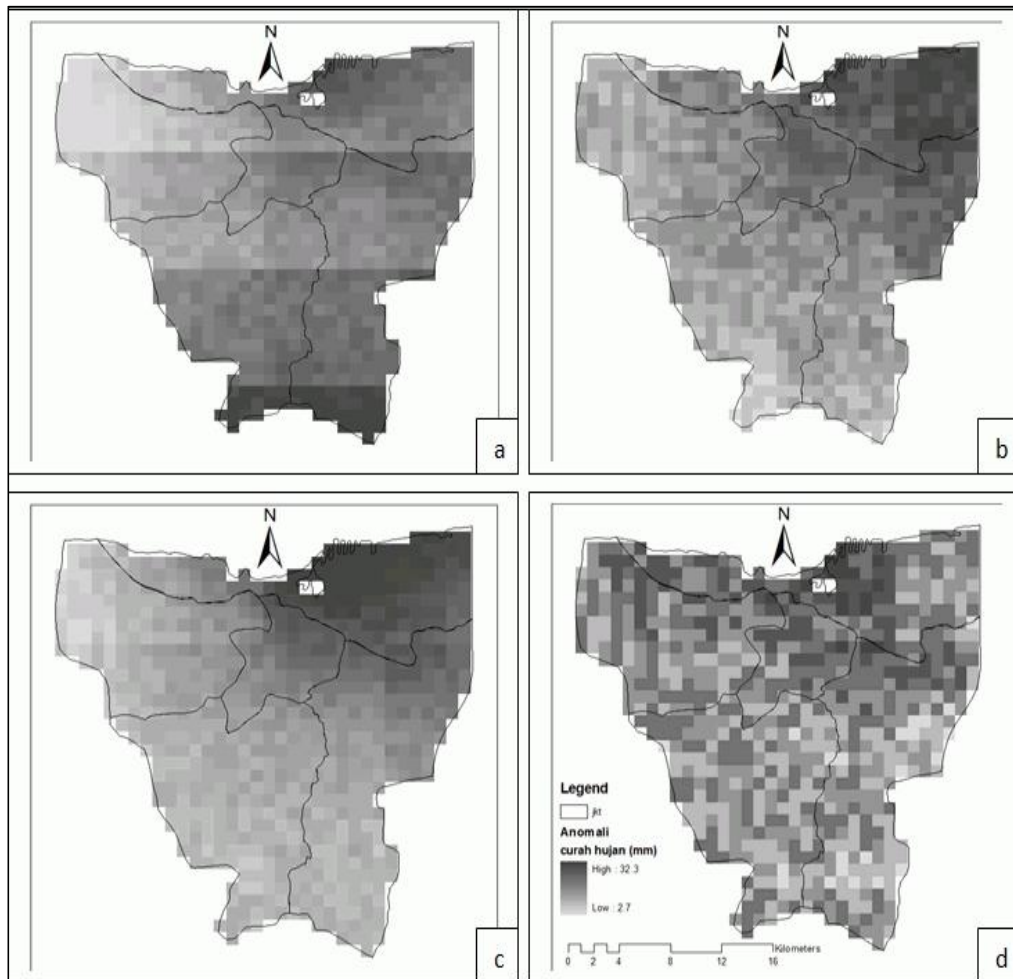 N
a
N
b
N
c
N
Legend
jkt
Anomali
curah hujan (mm)
High : 32.3
Low : 2.7
Kilometers
0 2 4 8 12 16
d